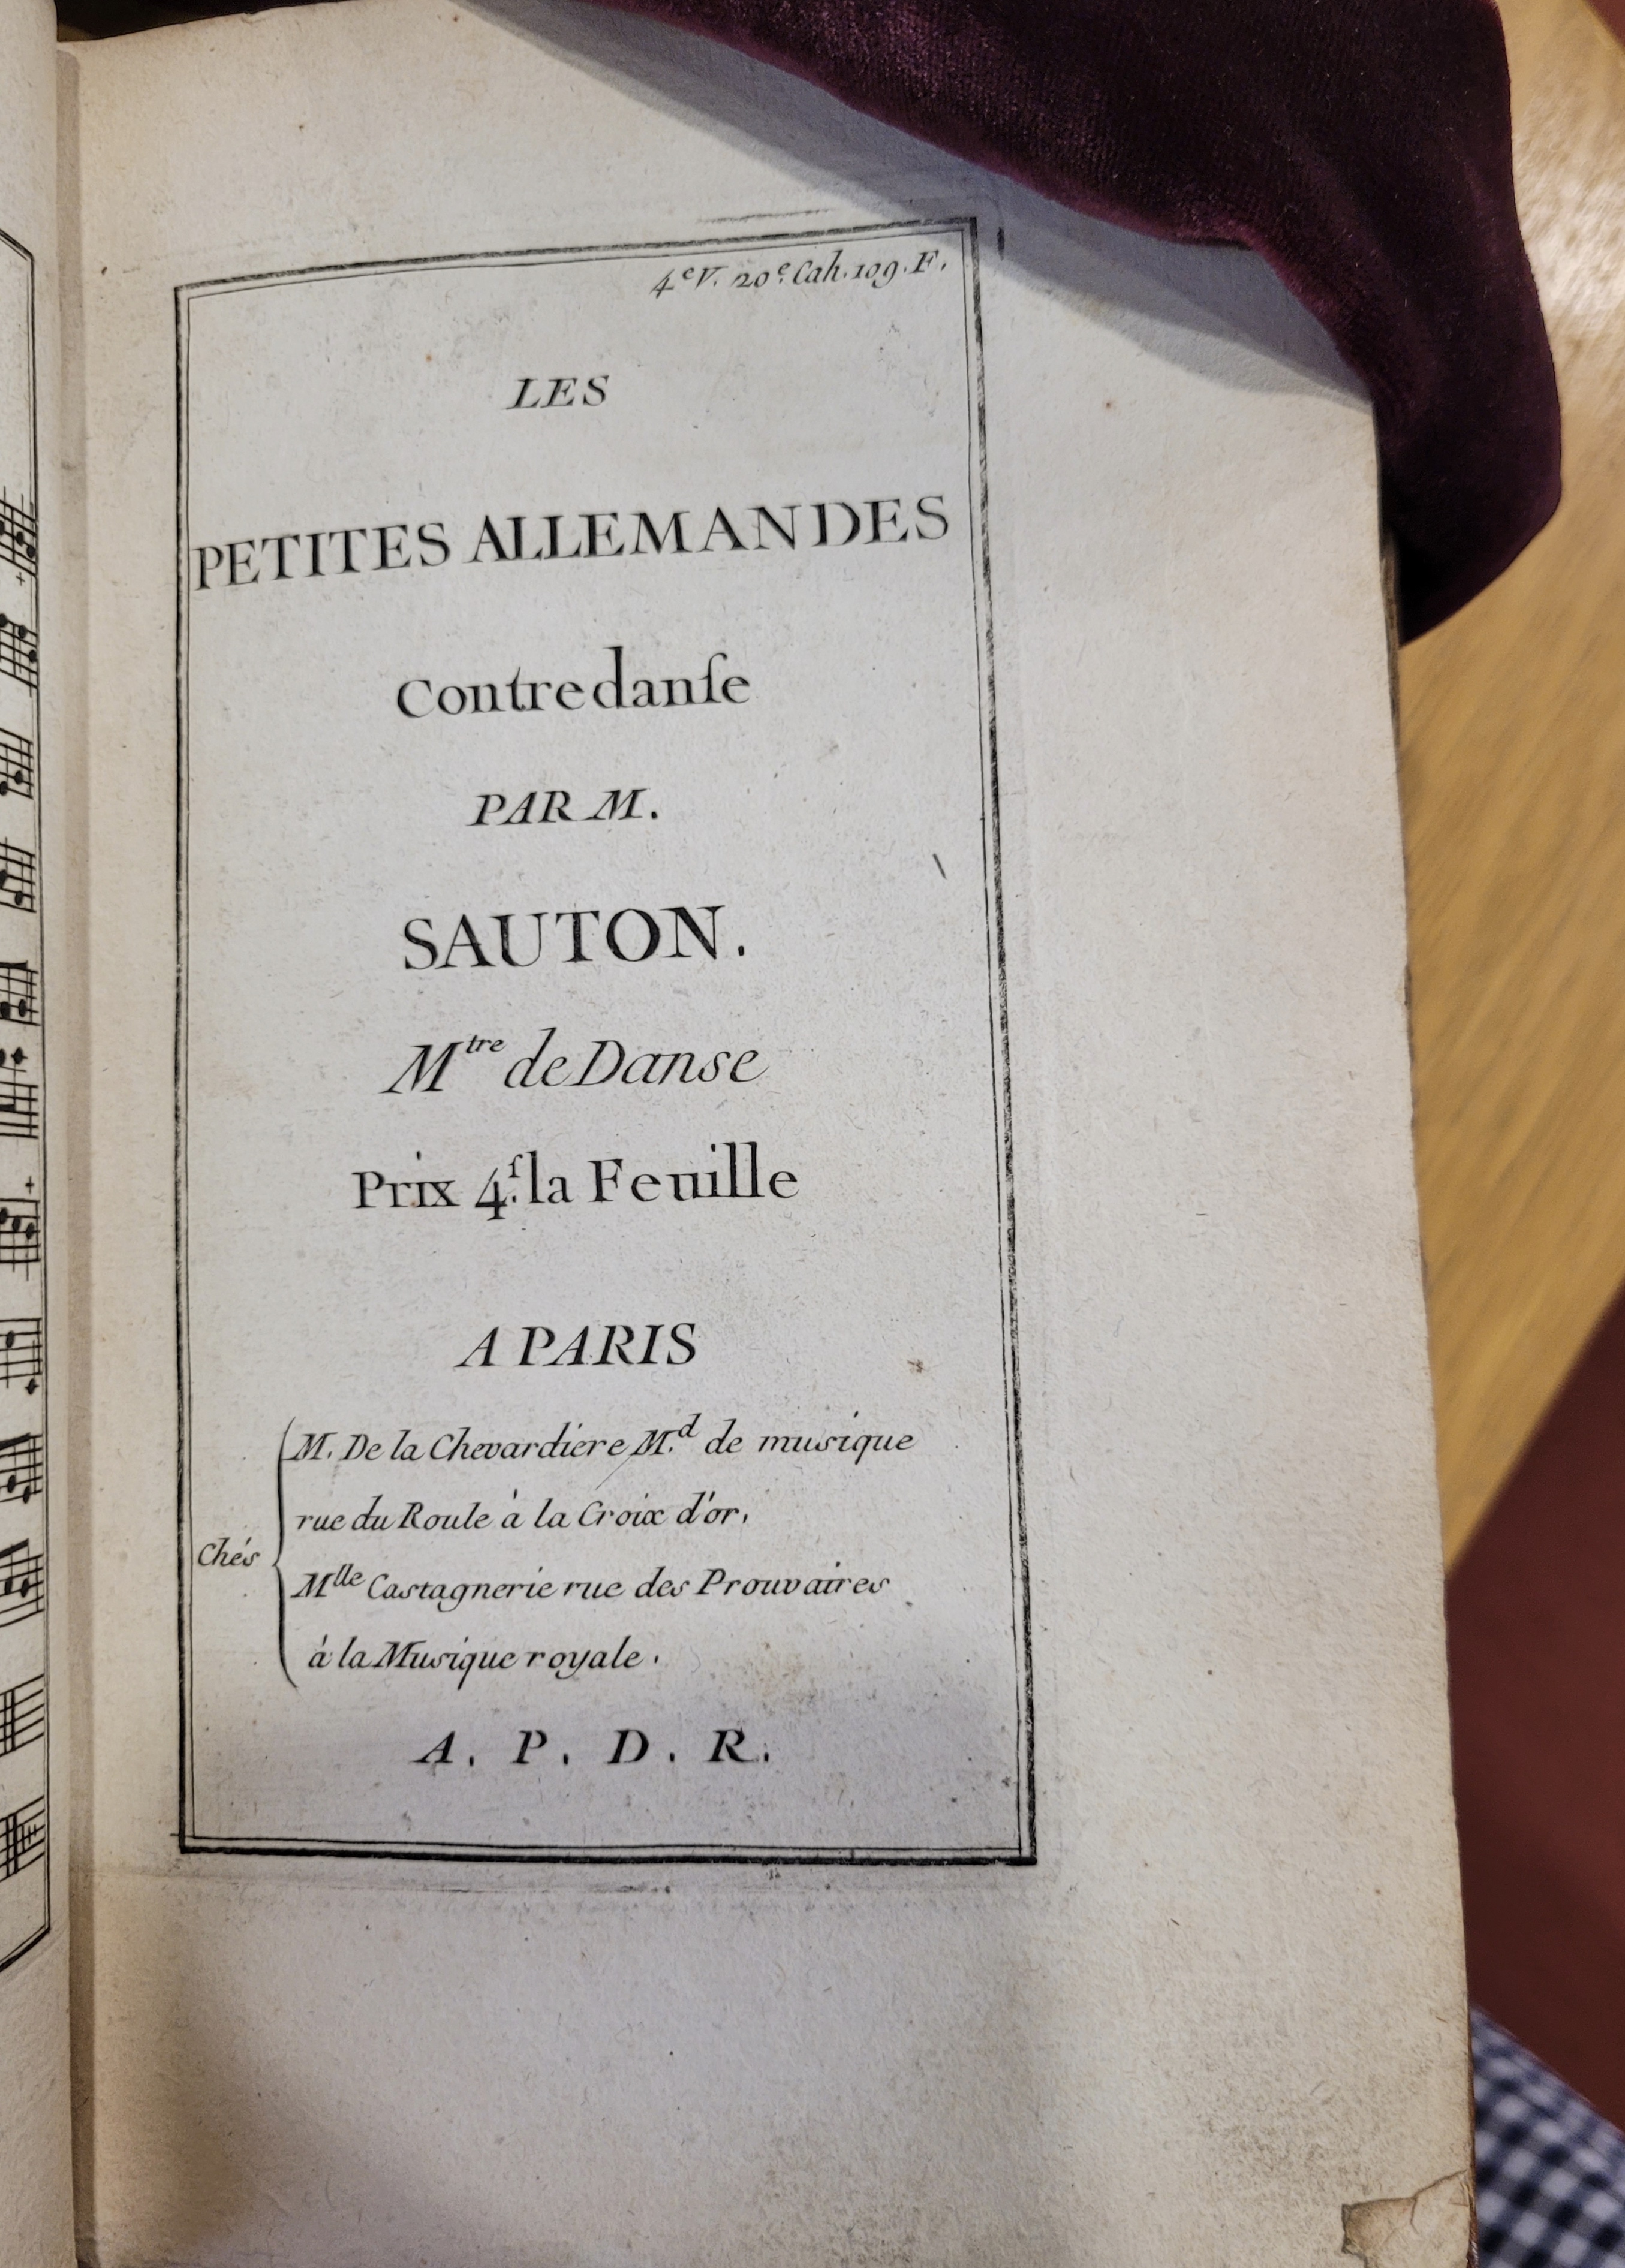 4.e V. 20.e Cah. 109. F.
LES
PETITES ALLEMANDES
Contredanſe
PAR M.
SAUTON.
Mtre de Danse
Prix 4.ſ la Feuille
A PARIS
M. De la Chevardiere M.d de musique
rue du Roule à la Croix d'or.
Chés
Mlle Castagnerie rue des Prouvaires
à la Musique royale.
A. P. D. R.